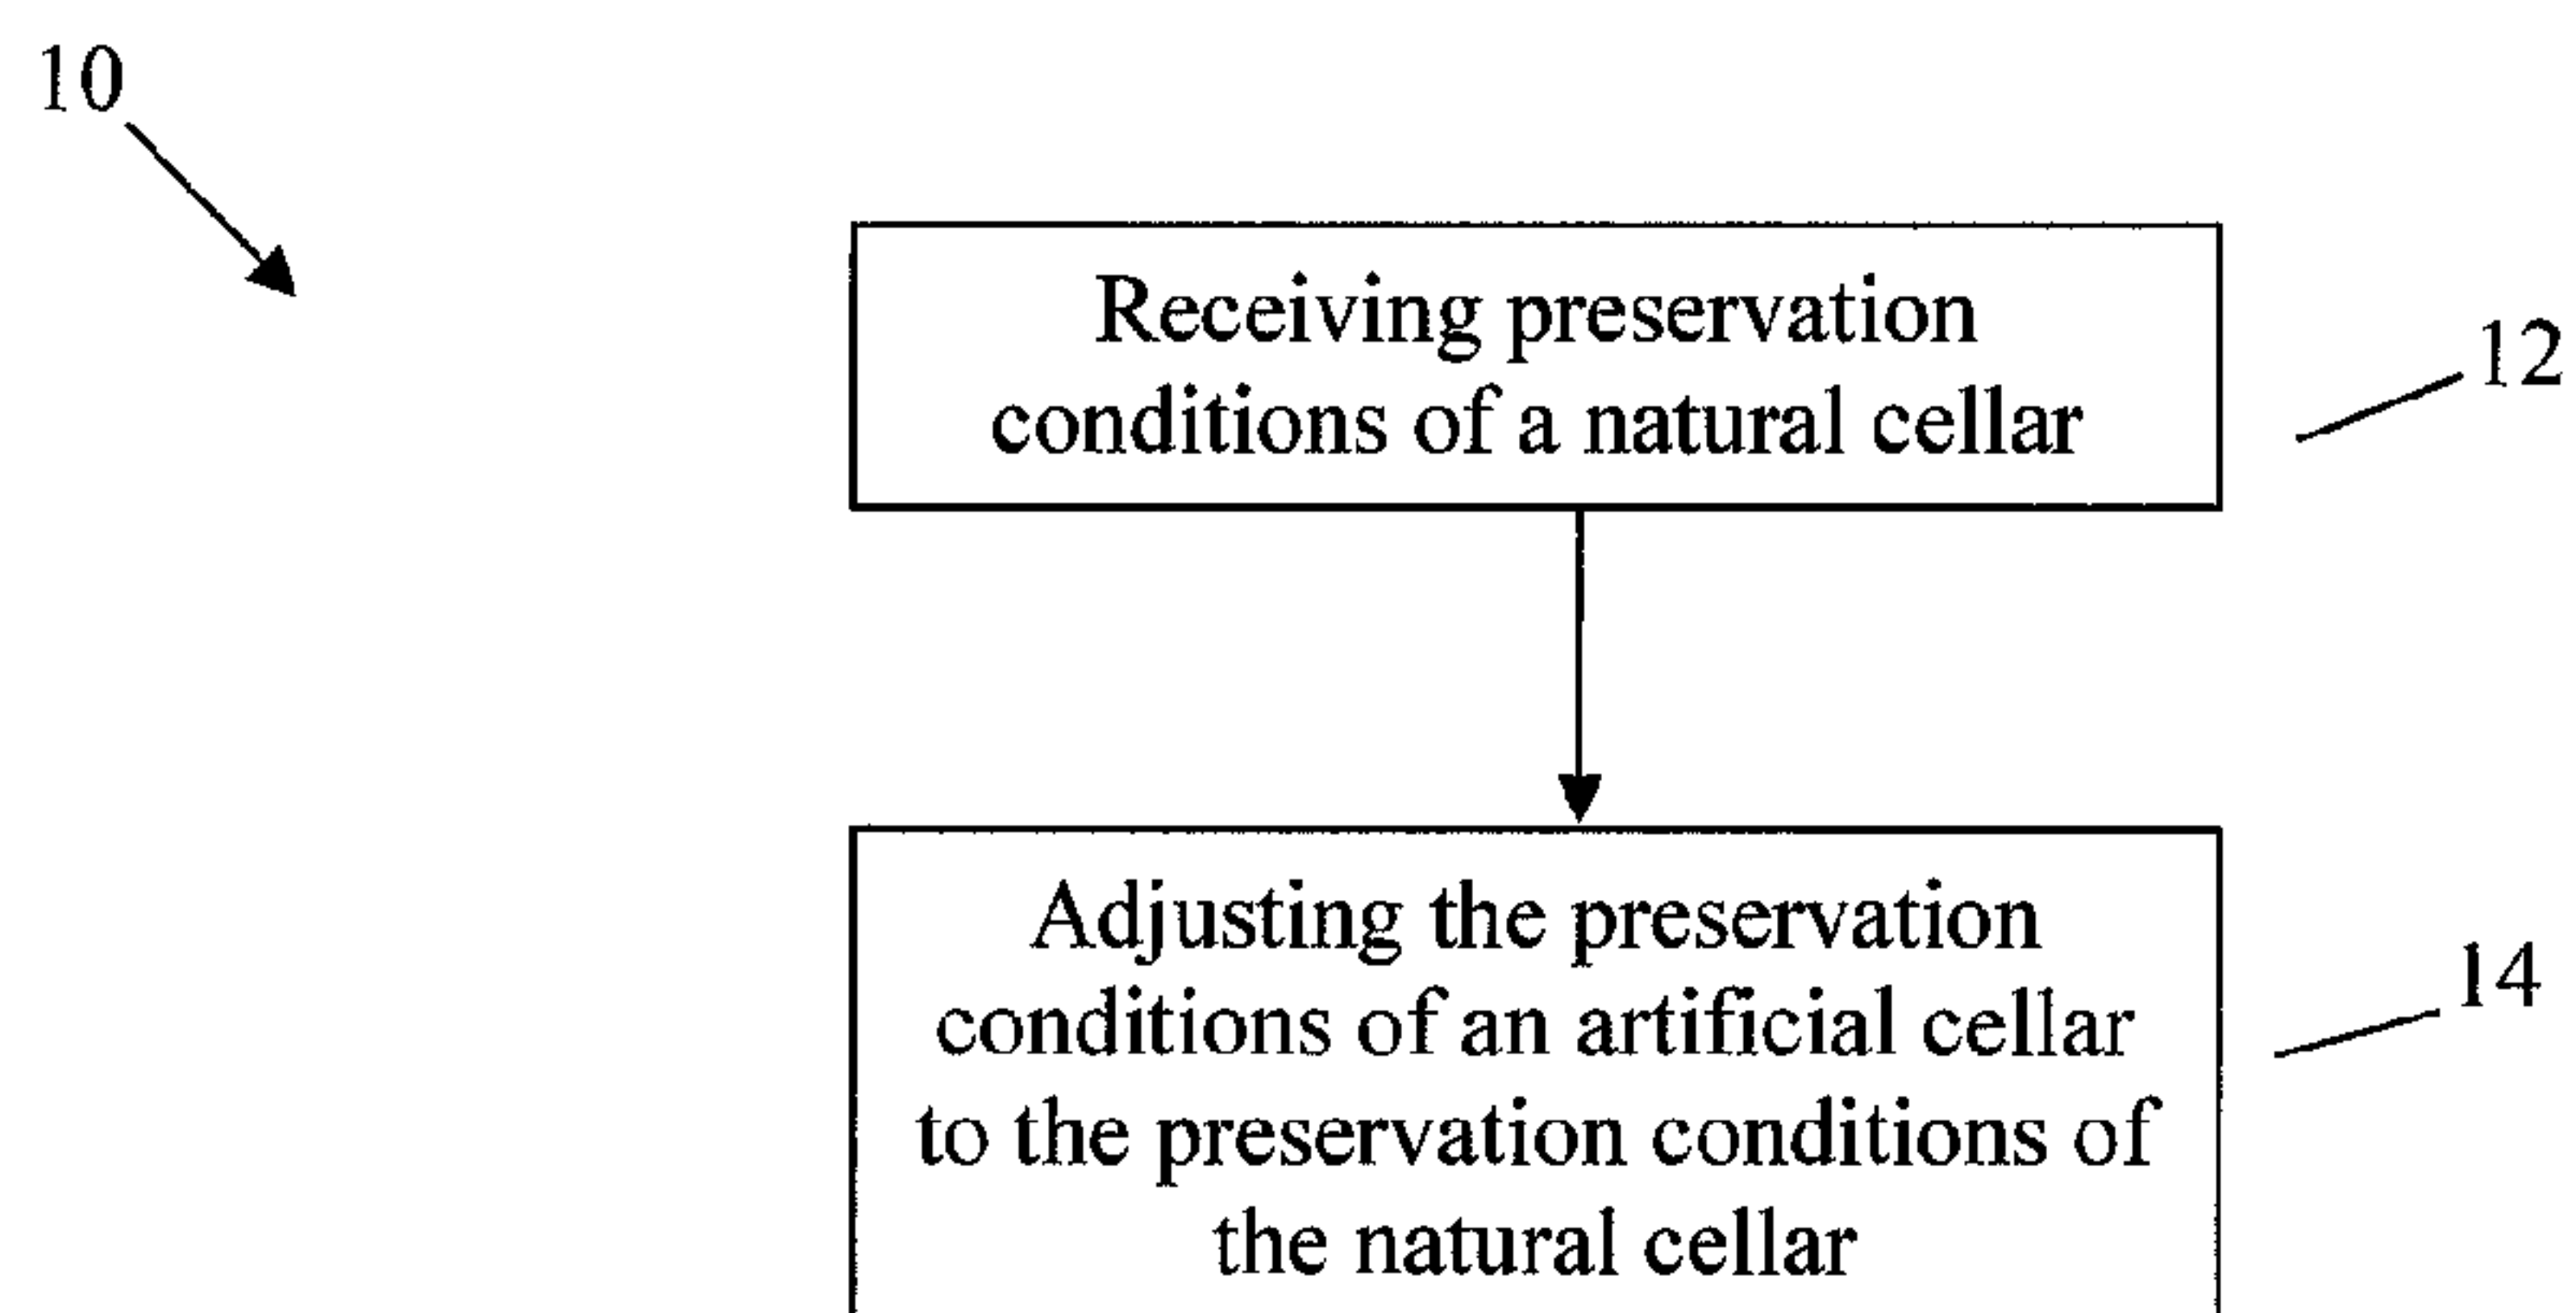 10
Receiving preservation
conditions of a natural cellar
12
Adjusting the preservation
conditions of an artificial cellar
to the preservation conditions of
the natural cellar
14